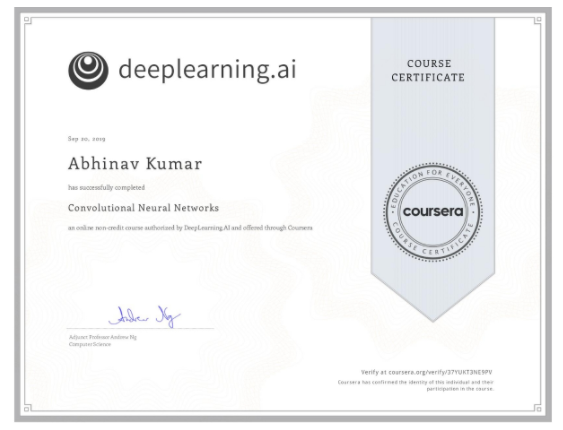 deeplearning.ai
COURSE
CERTIFICATE
Sep 20, 2019
Abhinav Kumar
has successfully completed
Convolutional Neural Networks
an online non-credit course authorized by DeepLearning.AI and offered through Coursera
EDUCATION FOR EVERYONE
coursera
COURSE CERTIFICATE
Andrew Ng
Adjunct Professor Andrew Ng
Computer Science
Verify at coursera.org/verify/37YUKT3NE9PV
Coursera has confirmed the identity of this individual and their
participation in the course.